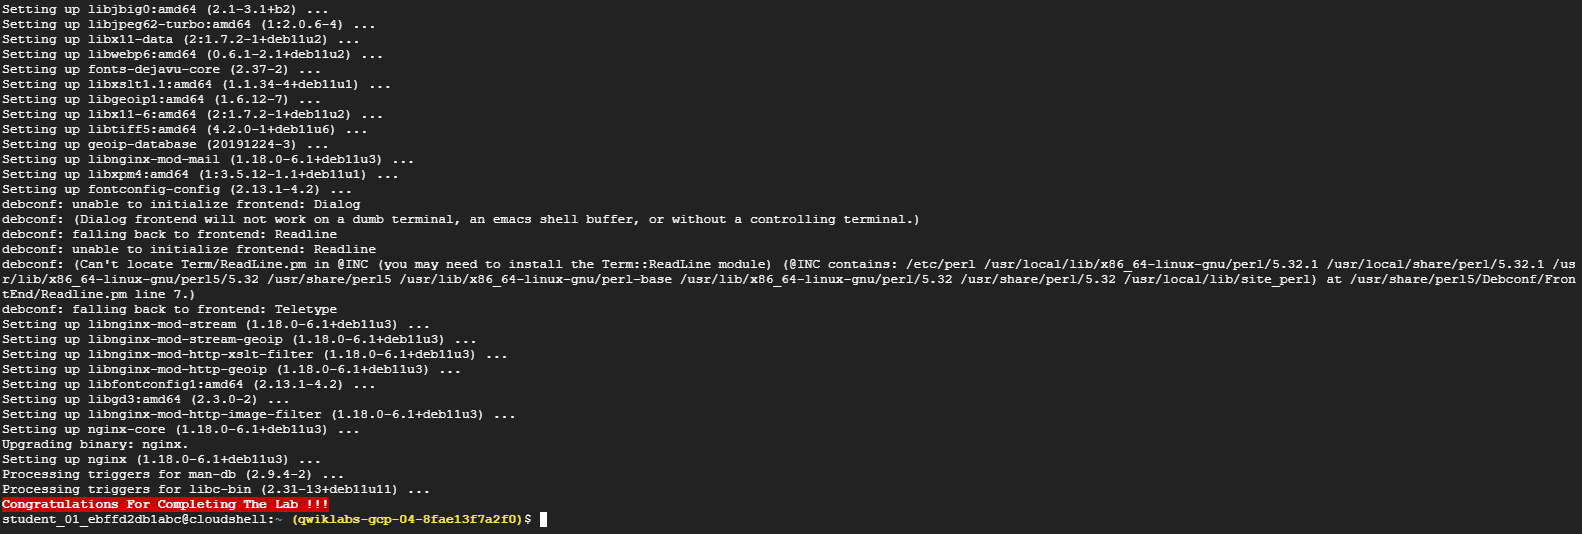 Setting up libjbig0:amd64 (2.1-3.1+b2) ...
Setting up libjpeg62-turbo:amd64 (1:2.0.6-4) ...
Setting up libx11-data (2:1.7.2-1+deb11u2) ...
Setting up libwebp6:amd64 (0.6.1-2.1+deb11u2) ...
Setting up fonts-dejavu-core (2.37-2) ...
Setting up libxslt1.1:amd64 (1.1.34-4+deb11u1) ...
Setting up libgeoip1:amd64 (1.6.12-7) ...
Setting up libx11-6:amd64 (2:1.7.2-1+deb11u2) ...
Setting up libtiff5:amd64 (4.2.0-1+deb11u6) ...
Setting up geoip-database (20191224-3) ...
Setting up libnginx-mod-mail (1.18.0-6.1+deb11u3) ...
Setting up libxpm4:amd64 (1:3.5.12-1.1+deb11u1) ...
Setting up fontconfig-config (2.13.1-4.2) ...
debconf: unable to initialize frontend: Dialog
debconf: (Dialog frontend will not work on a dumb terminal, an emacs shell buffer, or without a controlling terminal.)
debconf: falling back to frontend: Readline
debconf: unable to initialize frontend: Readline
debconf: (Can't locate Term/ReadLine.pm in @INC (you may need to install the Term::ReadLine module) (@INC contains: /etc/perl /usr/local/lib/x86_64-linux-gnu/perl/5.32.1 /usr/local/share/perl/5.32.1 /us
r/lib/x86_64-linux-gnu/perl5/5.32 /usr/share/perl5 /usr/lib/x86_64-linux-gnu/perl-base /usr/lib/x86_64-linux-gnu/perl/5.32 /usr/share/perl/5.32 /usr/local/lib/site_perl) at /usr/share/perl5/Debconf/Fron
tEnd/Readline.pm line 7.)
debconf: falling back to frontend: Teletype
Setting up libnginx-mod-stream (1.18.0-6.1+deb11u3) ...
Setting up libnginx-mod-stream-geoip (1.18.0-6.1+deb11u3) ...
Setting up libnginx-mod-http-xslt-filter (1.18.0-6.1+deb11u3) ...
Setting up libnginx-mod-http-geoip (1.18.0-6.1+deb11u3) ...
Setting up libfontconfig1:amd64 (2.13.1-4.2) ...
Setting up libgd3:amd64 (2.3.0-2) ...
Setting up libnginx-mod-http-image-filter (1.18.0-6.1+deb11u3) ...
Setting up nginx-core (1.18.0-6.1+deb11u3) ...
Upgrading binary: nginx.
Setting up nginx (1.18.0-6.1+deb11u3) ...
Processing triggers for man-db (2.9.4-2) ...
Processing triggers for libc-bin (2.31-13+deb11u11) ...
Congratulations For Completing The Lab !!!
student_01_ebffd2db1abc@cloudshell:~ (qwiklabs-gcp-04-8fae13f7a2f0)$